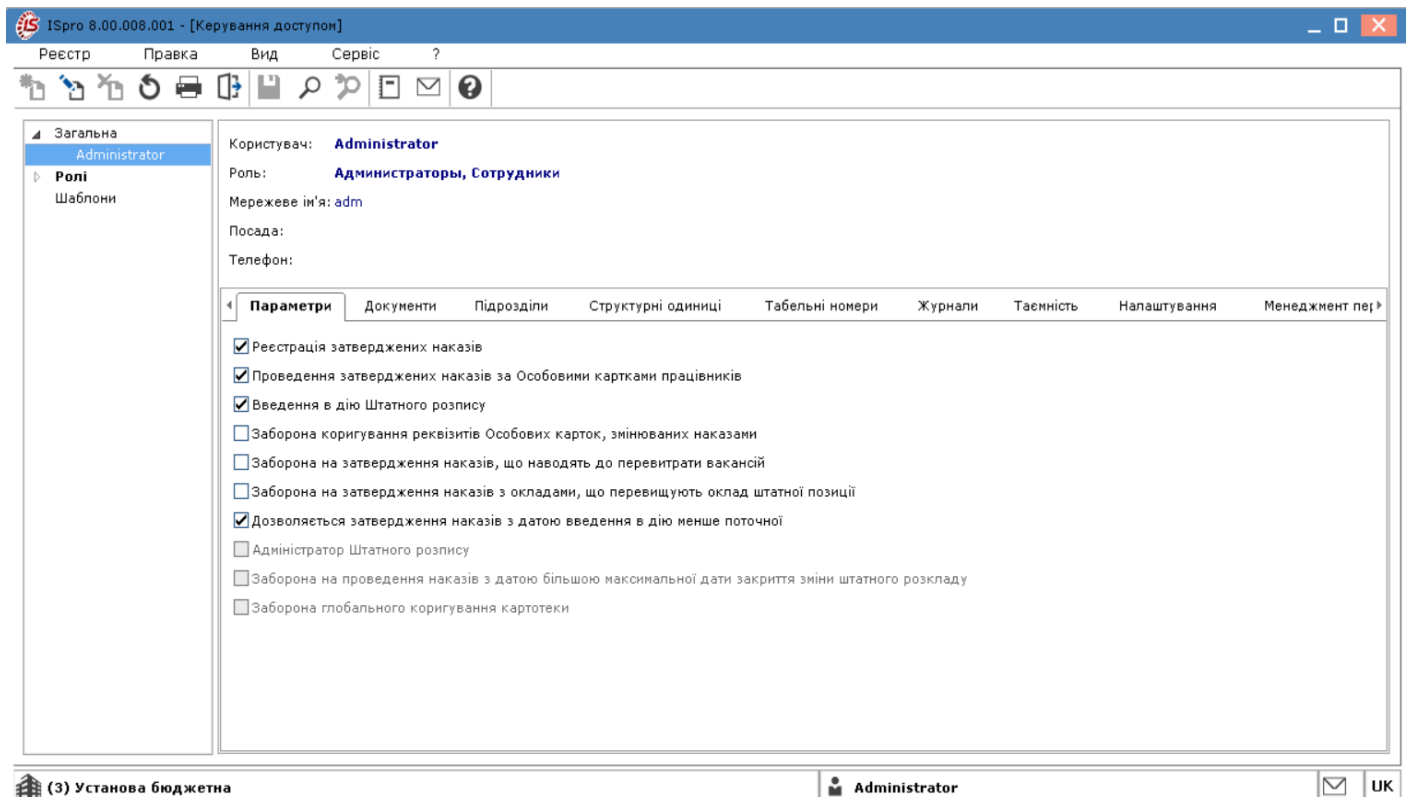 ISpro 8.00.008.001 - [Керування доступом]
Реєстр Правка Вид Сервіс ?
Загальна
Administrator
Ролі
Шаблони
Користувач: Administrator
Роль: Администраторы, Сотрудники
Мережеве ім'я: adm
Посада:
Телефон:
Параметри Документи Підрозділи Структурні одиниці Табельні номери Журнали Таємність Налаштування Менеджмент пер
Реєстрація затверджених наказів
Проведення затверджених наказів за Особовими картками працівників
Введення в дію Штатного розпису
Заборона коригування реквізитів Особових карток, змінюваних наказами
Заборона на затвердження наказів, що наводять до перевитрати вакансій
Заборона на затвердження наказів з окладами, що перевищують оклад штатної позиції
Дозволяється затвердження наказів з датою введення в дію менше поточної
Адміністратор Штатного розпису
Заборона на проведення наказів з датою більшою максимальної дати закриття зміни штатного розкладу
Заборона глобального коригування картотеки
(3) Установа бюджетна Administrator UK